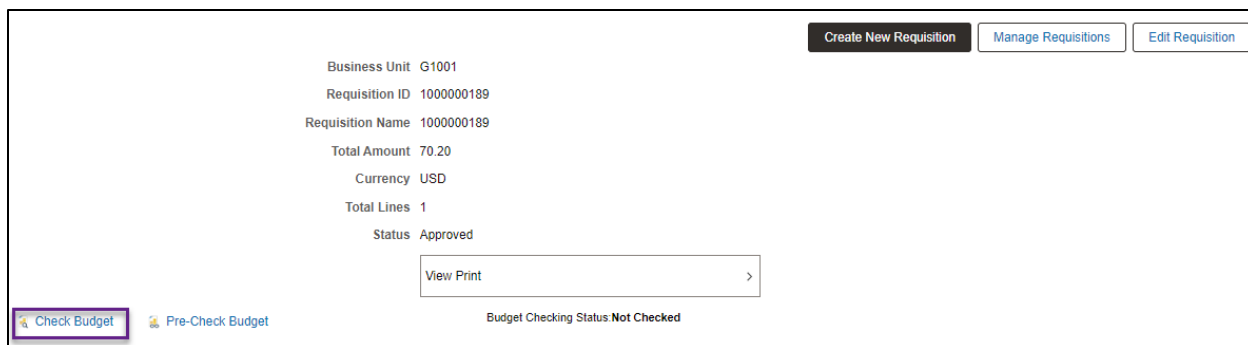 Create New Requisition Manage Requisitions Edit Requisition
Business Unit G1001
Requisition ID 1000000189
Requisition Name 1000000189
Total Amount 70.20
Currency USD
Total Lines 1
Status Approved
View Print
Check Budget Pre-Check Budget Budget Checking Status:Not Checked